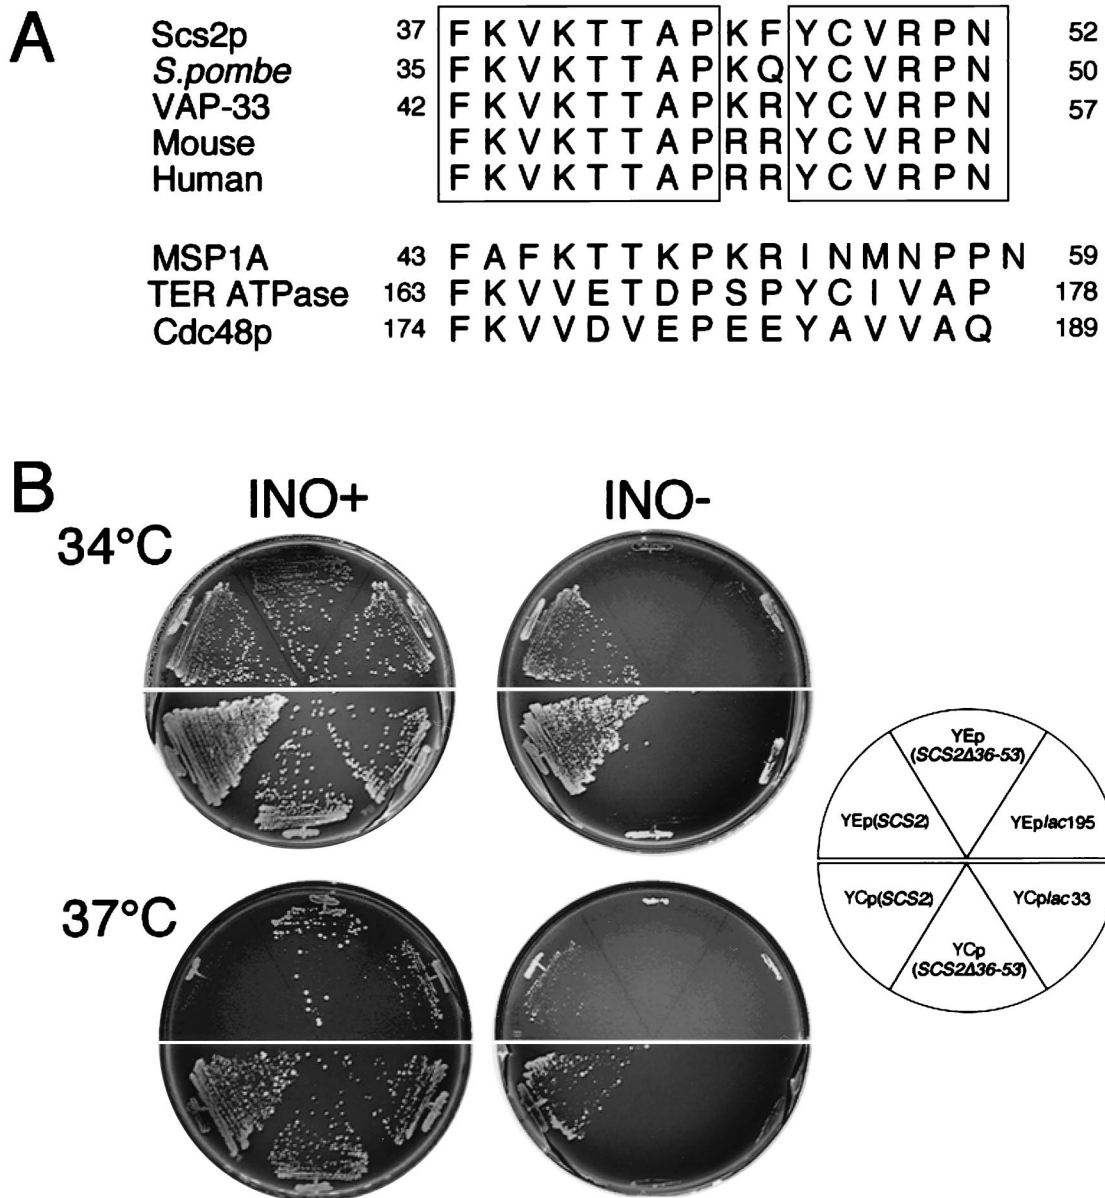 A
Scs2p 37 F K V K T T A P K F Y C V R P N 52
S.pombe 35 F K V K T T A P K Q Y C V R P N 50
VAP-33 42 F K V K T T A P K R Y C V R P N 57
Mouse F K V K T T A P R R Y C V R P N
Human F K V K T T A P R R Y C V R P N
MSP1A 43 F A F K T T K P K R I N M N P P N 59
TER ATPase 163 F K V V E T D P S P Y C I V A P 178
Cdc48p 174 F K V V D V E P E E Y A V V A Q 189
B
INO+ INO-
34°C
37°C
YEp
(SCS2Δ36-53)
YEp(SCS2) YEplac195
YCp(SCS2) YCplac33
YCp
(SCS2Δ36-53)